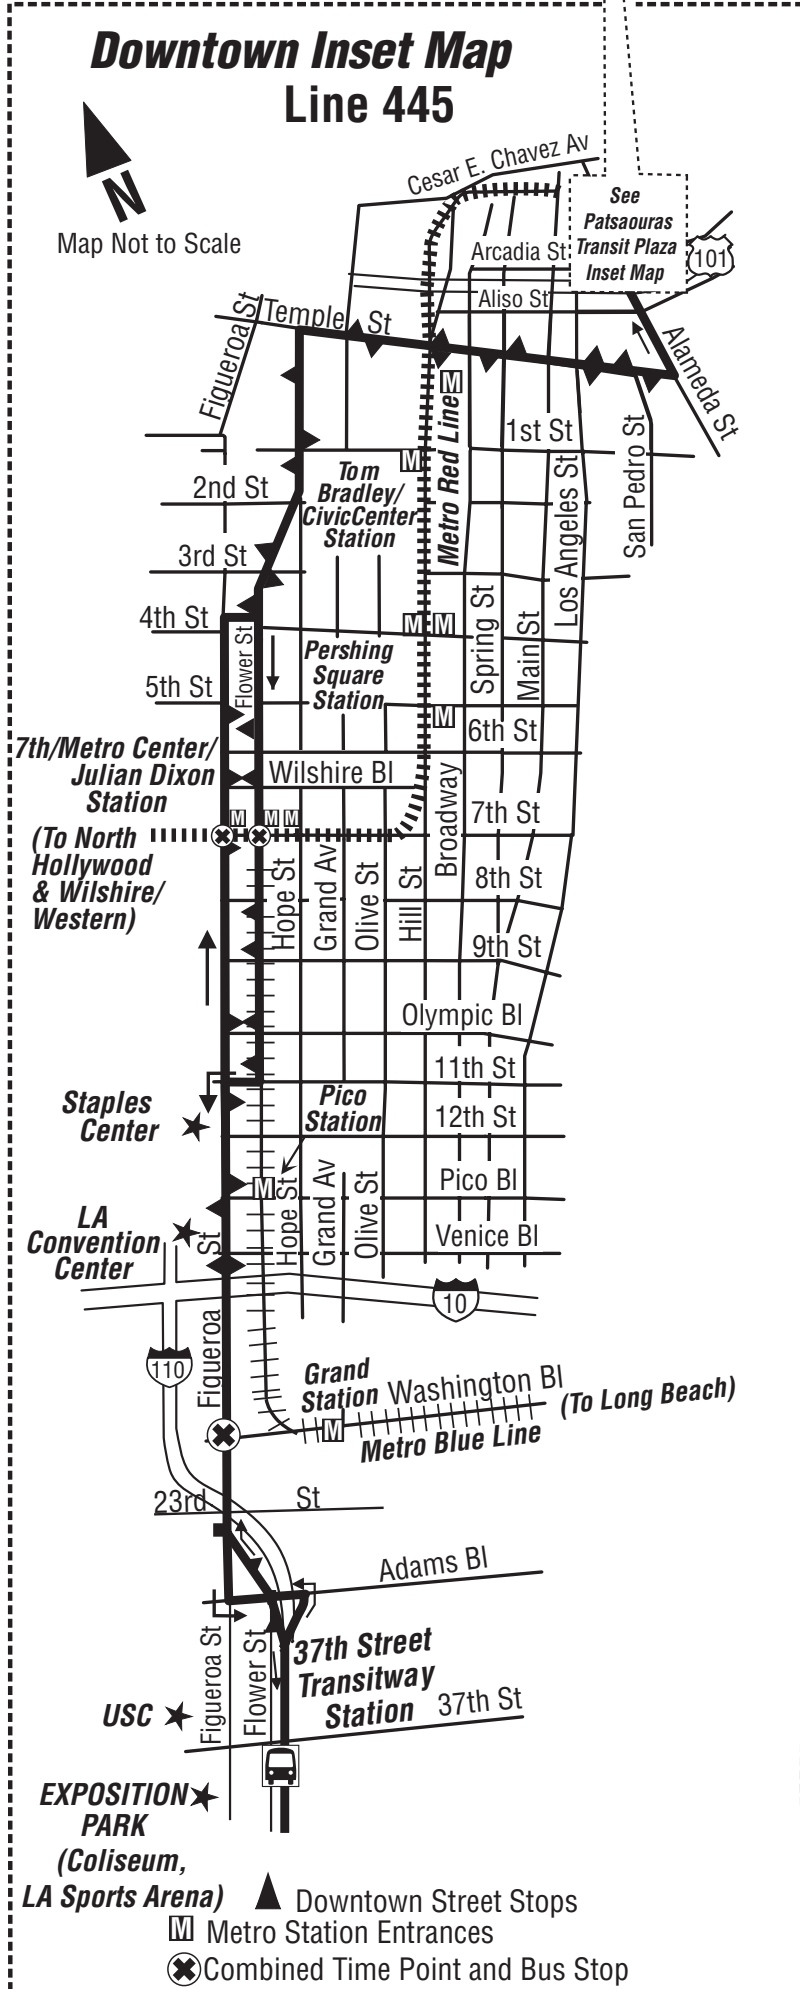 Downtown Inset Map
Line 445
N
Map Not to Scale
Cesar E. Chavez Av
See
Patsaouras
Transit Plaza
Inset Map
101
Arcadia St
Aliso St
Figueroa St
Temple St
Alameda St
M
Metro Red Line
1st St
M
San Pedro St
Los Angeles St
2nd St
Tom
Bradley/
CivicCenter
Station
3rd St
4th St
M M
Spring St
Main St
Flower St
Pershing
Square
Station
5th St
M
6th St
7th/Metro Center/
Julian Dixon
Station
Wilshire Bl
Broadway
7th St
M M M
(To North
Hollywood
& Wilshire/
Western)
Hope St
Grand Av
Olive St
Hill St
8th St
9th St
Olympic Bl
11th St
Staples
Center
Pico
Station
12th St
M
Hope St
Grand Av
Olive St
Pico Bl
LA
Convention
Center
Venice Bl
10
110
Figueroa St
Grand
Station
Washington Bl
(To Long Beach)
M
Metro Blue Line
23rd St
Adams Bl
Figueroa St
Flower St
37th Street
Transitway
Station
37th St
USC
EXPOSITION
PARK
(Coliseum,
LA Sports Arena)
Downtown Street Stops
M Metro Station Entrances
Combined Time Point and Bus Stop